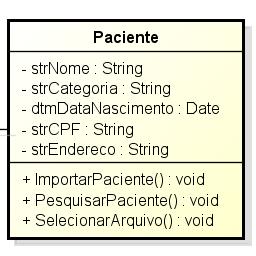 Paciente
- strNome : String
- strCategoria : String
- dtmDataNascimento : Date
- strCPF : String
- strEndereco : String
+ ImportarPaciente() : void
+ PesquisarPaciente() : void
+ SelecionarArquivo() : void